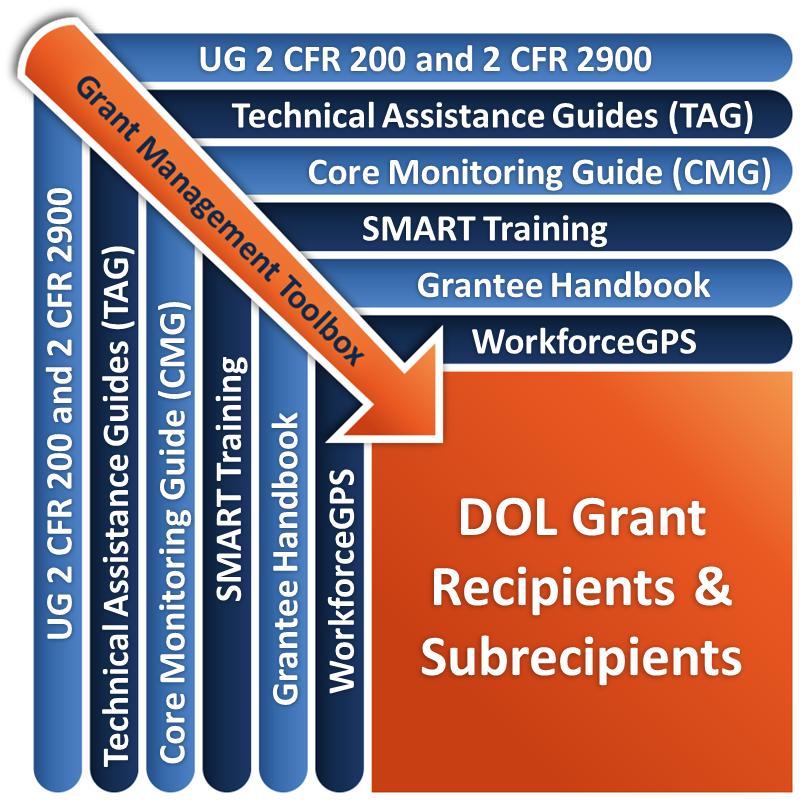 UG 2 CFR 200 and 2 CFR 2900
Technical Assistance Guides (TAG)
Core Monitoring Guide (CMG)
SMART Training
Grantee Handbook
WorkforceGPS
Grant Management Toolbox
UG 2 CFR 200 and 2 CFR 2900
Technical Assistance Guides (TAG)
Core Monitoring Guide (CMG)
SMART Training
Grantee Handbook
WorkforceGPS
DOL Grant
Recipients &
Subrecipients